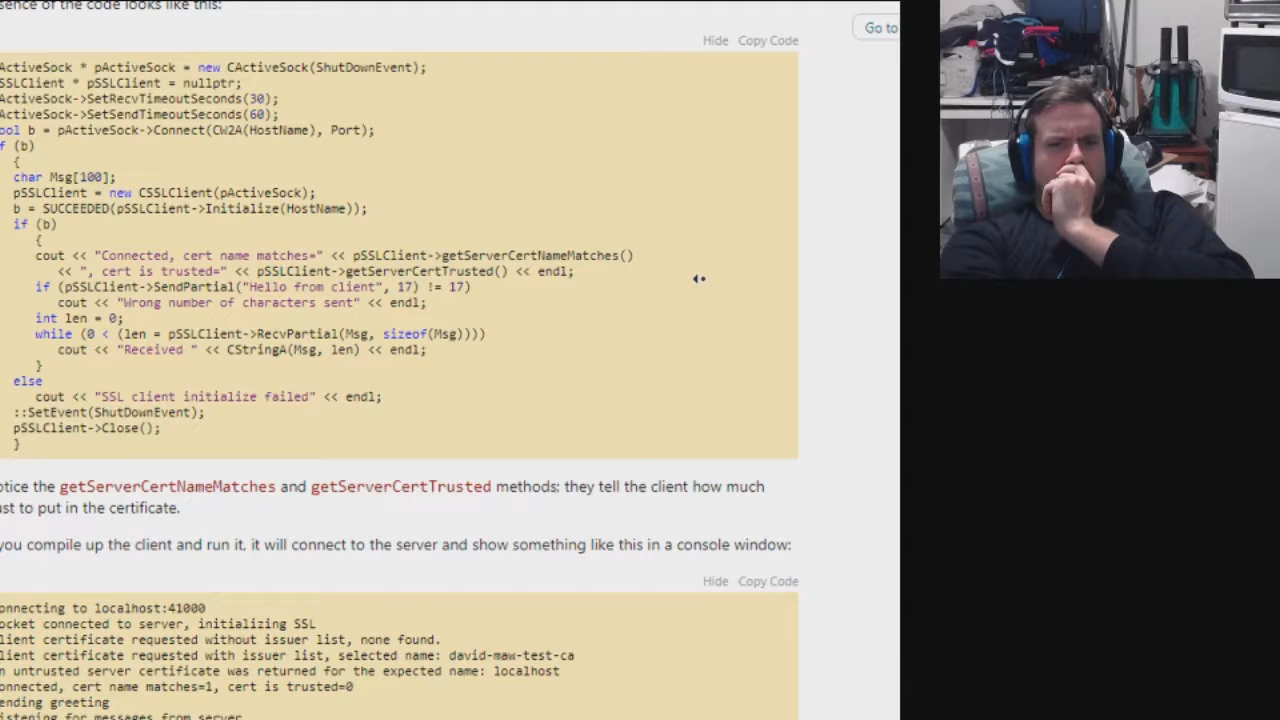 sence of the code looks like this:
Go to
Hide Copy Code
ActiveSock * pActiveSock = new CActiveSock(ShutDownEvent);
SSLClient * pSSLClient = nullptr;
ActiveSock->SetRecvTimeoutSeconds(30);
ActiveSock->SetSendTimeoutSeconds(60);
ool b = pActiveSock->Connect(CW2A(HostName), Port);
f (b)
{
char Msg[100];
pSSLClient = new CSSLClient(pActiveSock);
b = SUCCEEDED(pSSLClient->Initialize(HostName));
if (b)
{
cout << "Connected, cert name matches=" << pSSLClient->getServerCertNameMatches()
<< ", cert is trusted=" << pSSLClient->getServerCertTrusted() << endl;
if (pSSLClient->SendPartial("Hello from client", 17) != 17)
cout << "Wrong number of characters sent" << endl;
int len = 0;
while (0 < (len = pSSLClient->RecvPartial(Msg, sizeof(Msg))))
cout << "Received " << CStringA(Msg, len) << endl;
}
else
cout << "SSL client initialize failed" << endl;
::SetEvent(ShutDownEvent);
pSSLClient->Close();
}
otice the getServerCertNameMatches and getServerCertTrusted methods; they tell the client how much
ust to put in the certificate.
you compile up the client and run it, it will connect to the server and show something like this in a console window:
Hide Copy Code
onnecting to localhost:41000
ocket connected to server, initializing SSL
lient certificate requested without issuer list, none found.
lient certificate requested with issuer list, selected name: david-maw-test-ca
n untrusted server certificate was returned for the expected name: localhost
onnected, cert name matches=1, cert is trusted=0
ending greeting
istening for messages from server